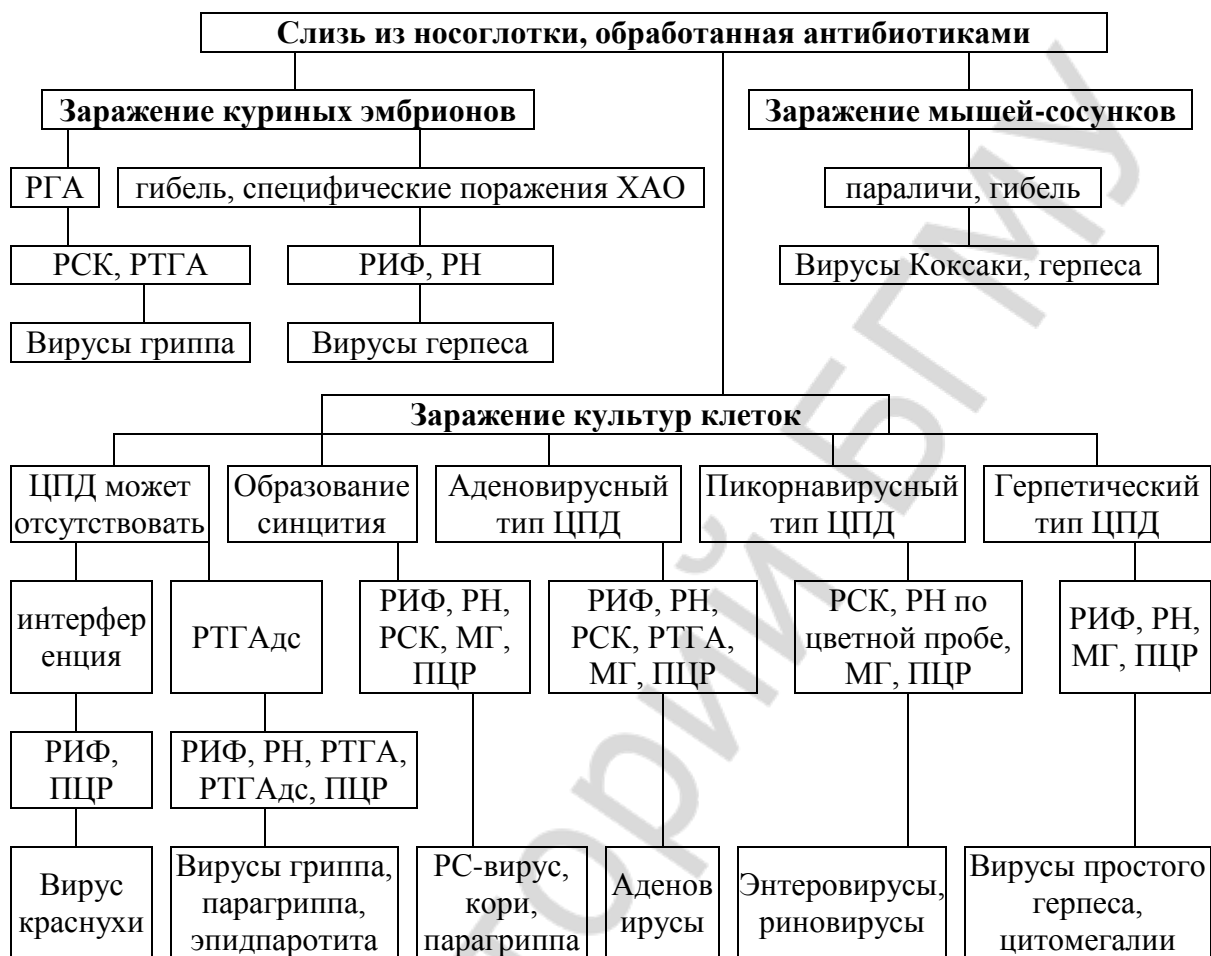 Слизь из носоглотки, обработанная антибиотиками
Заражение куриных эмбрионов
Заражение мышей-сосунков
РГА
гибель, специфические поражения ХАО
параличи, гибель
РСК, РТГА
РИФ, РН
Вирусы Коксаки, герпеса
Вирусы гриппа
Вирусы герпеса
Заражение культур клеток
ЦПД может
отсутствовать
Образование
синцития
Аденовирусный
тип ЦПД
Пикорнавирусный
тип ЦПД
Герпетический
тип ЦПД
интерфер
енция
РТГАдс
РИФ, РН,
РСК, МГ,
ПЦР
РИФ, РН,
РСК, РТГА,
МГ, ПЦР
РСК, РН по
цветной пробе,
МГ, ПЦР
РИФ, РН,
МГ, ПЦР
РИФ,
ПЦР
РИФ, РН, РТГА,
РТГАдс, ПЦР
Вирус
краснухи
Вирусы гриппа,
парагриппа,
эпидпаротита
РС-вирус,
кори,
парагриппа
Аденов
ирусы
Энтеровирусы,
риновирусы
Вирусы простого
герпеса,
цитомегалии
торий БГМУ